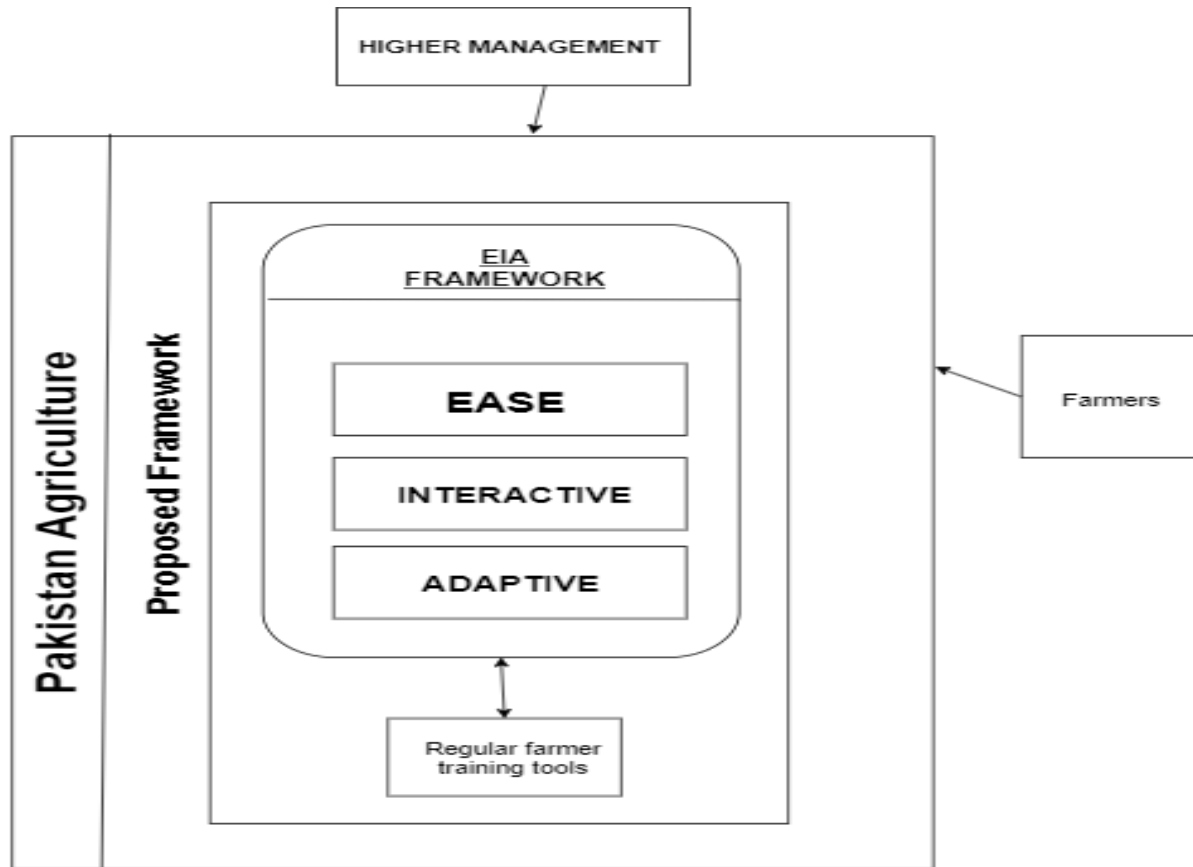 HIGHER MANAGEMENT
Pakistan Agriculture
Proposed Framework
EIA
FRAMEWORK
EASE
INTERACTIVE
ADAPTIVE
Farmers
Regular farmer
training tools